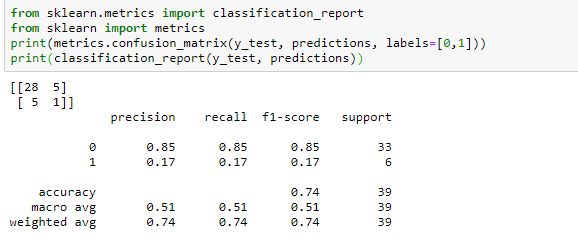 from sklearn.metrics import classification_report
from sklearn import metrics
print(metrics.confusion_matrix(y_test, predictions, labels=[0,1]))
print(classification_report(y_test, predictions))
[[28  5]
 [ 5  1]]
              precision    recall  f1-score   support
           0       0.85      0.85      0.85        33
           1       0.17      0.17      0.17         6
    accuracy                           0.74        39
   macro avg       0.51      0.51      0.51        39
weighted avg       0.74      0.74      0.74        39